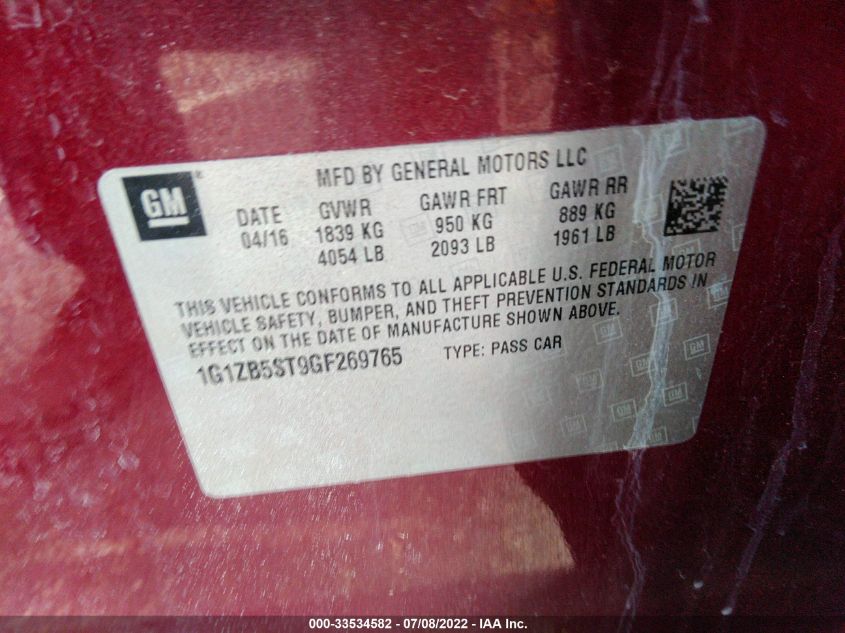 MFD BY GENERAL MOTORS LLC
GM
DATE GVWR GAWR FRT GAWR RR
04/16 1839 KG 950 KG 889 KG
4054 LB 2093 LB 1961 LB
THIS VEHICLE CONFORMS TO ALL APPLICABLE U.S. FEDERAL MOTOR
VEHICLE SAFETY, BUMPER, AND THEFT PREVENTION STANDARDS IN
EFFECT ON THE DATE OF MANUFACTURE SHOWN ABOVE.
1G1ZB5ST9GF269765 TYPE: PASS CAR
000-33534582 - 07/08/2022 - IAA Inc.